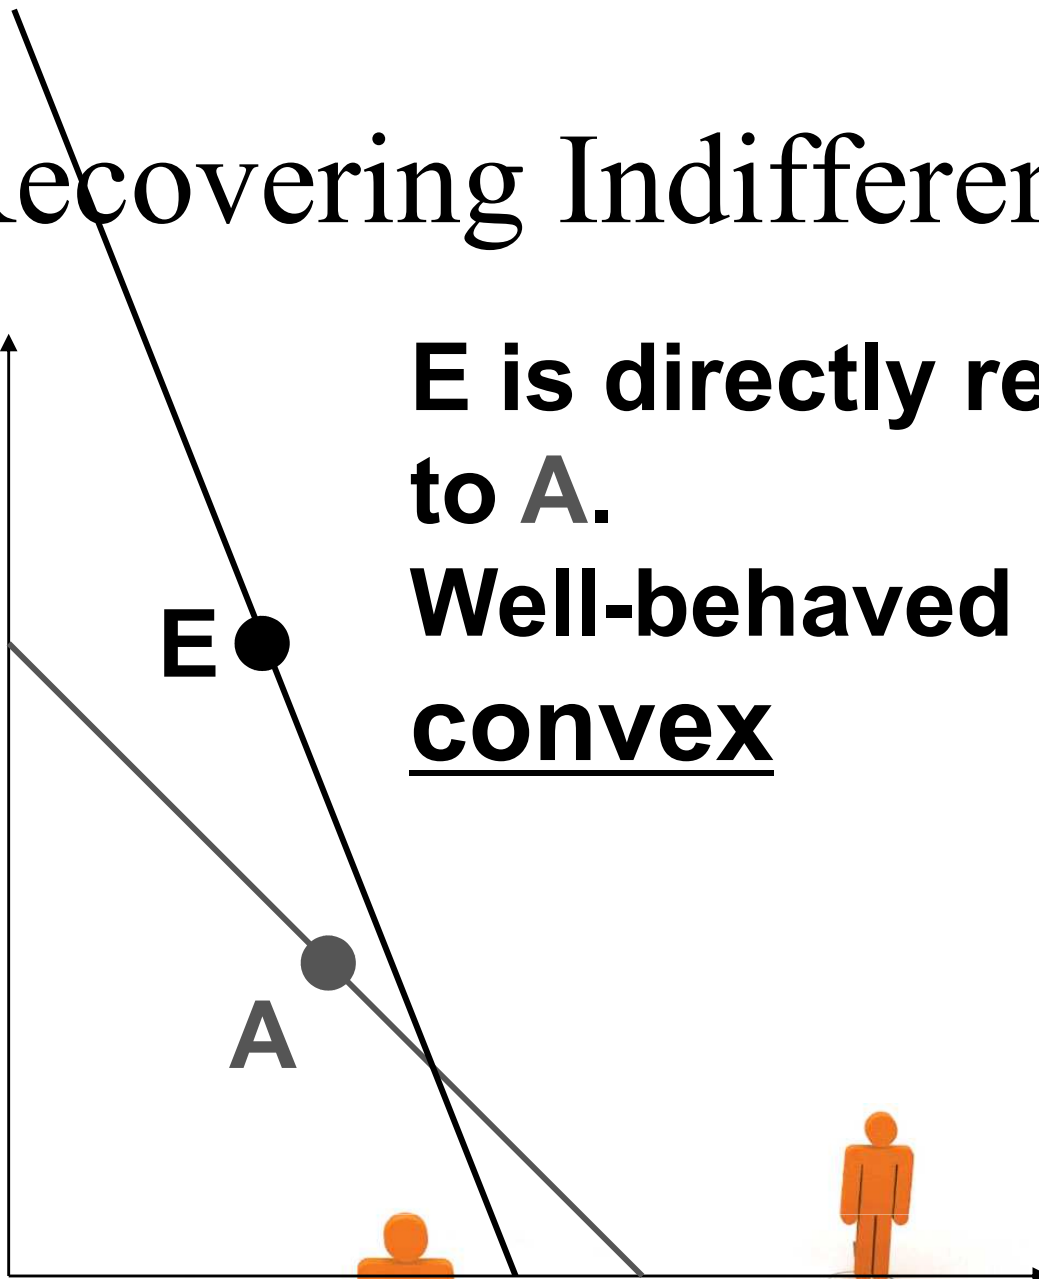 ecovering Indifferen
E is directly re
to A.
Well-behaved
convex
E
A